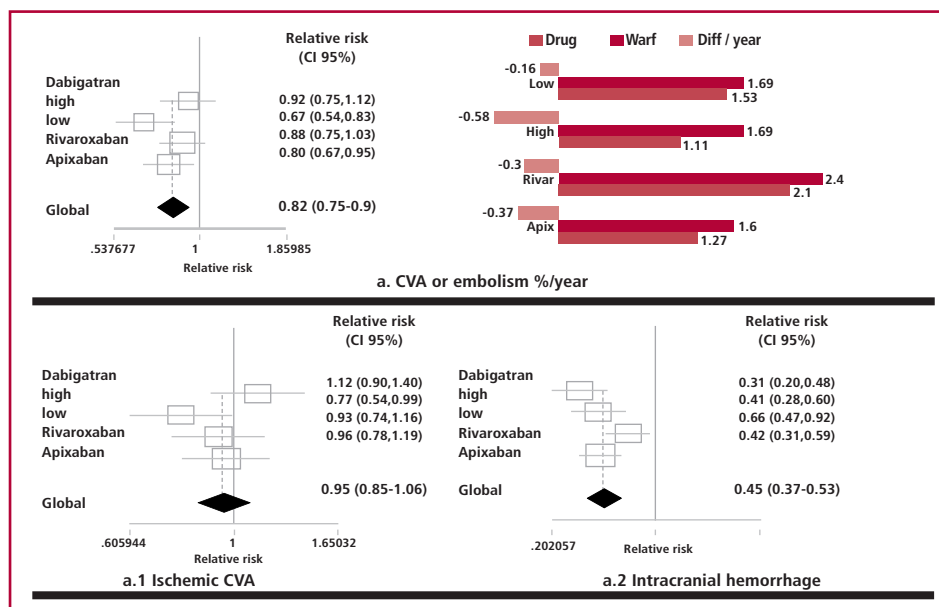 Relative risk
(CI 95%)
Dabigatran
high 0.92 (0.75,1.12)
low 0.67 (0.54,0.83)
Rivaroxaban 0.88 (0.75,1.03)
Apixaban 0.80 (0.67,0.95)
Global 0.82 (0.75-0.9)
.537677 1 1.85985
Relative risk
Drug Warf Diff / year
-0.16
Low 1.69
1.53
-0.58
High 1.69
1.11
-0.3
Rivar 2.4
2.1
-0.37
Apix 1.6
1.27
a. CVA or embolism %/year
Relative risk
(CI 95%)
Dabigatran
high 1.12 (0.90,1.40)
low 0.77 (0.54,0.99)
Rivaroxaban 0.93 (0.74,1.16)
Apixaban 0.96 (0.78,1.19)
Global 0.95 (0.85-1.06)
.605944 1 1.65032
Relative risk
a.1 Ischemic CVA
Relative risk
(CI 95%)
Dabigatran
high 0.31 (0.20,0.48)
low 0.41 (0.28,0.60)
Rivaroxaban 0.66 (0.47,0.92)
Apixaban 0.42 (0.31,0.59)
Global 0.45 (0.37-0.53)
.202057 Relative risk
a.2 Intracranial hemorrhage